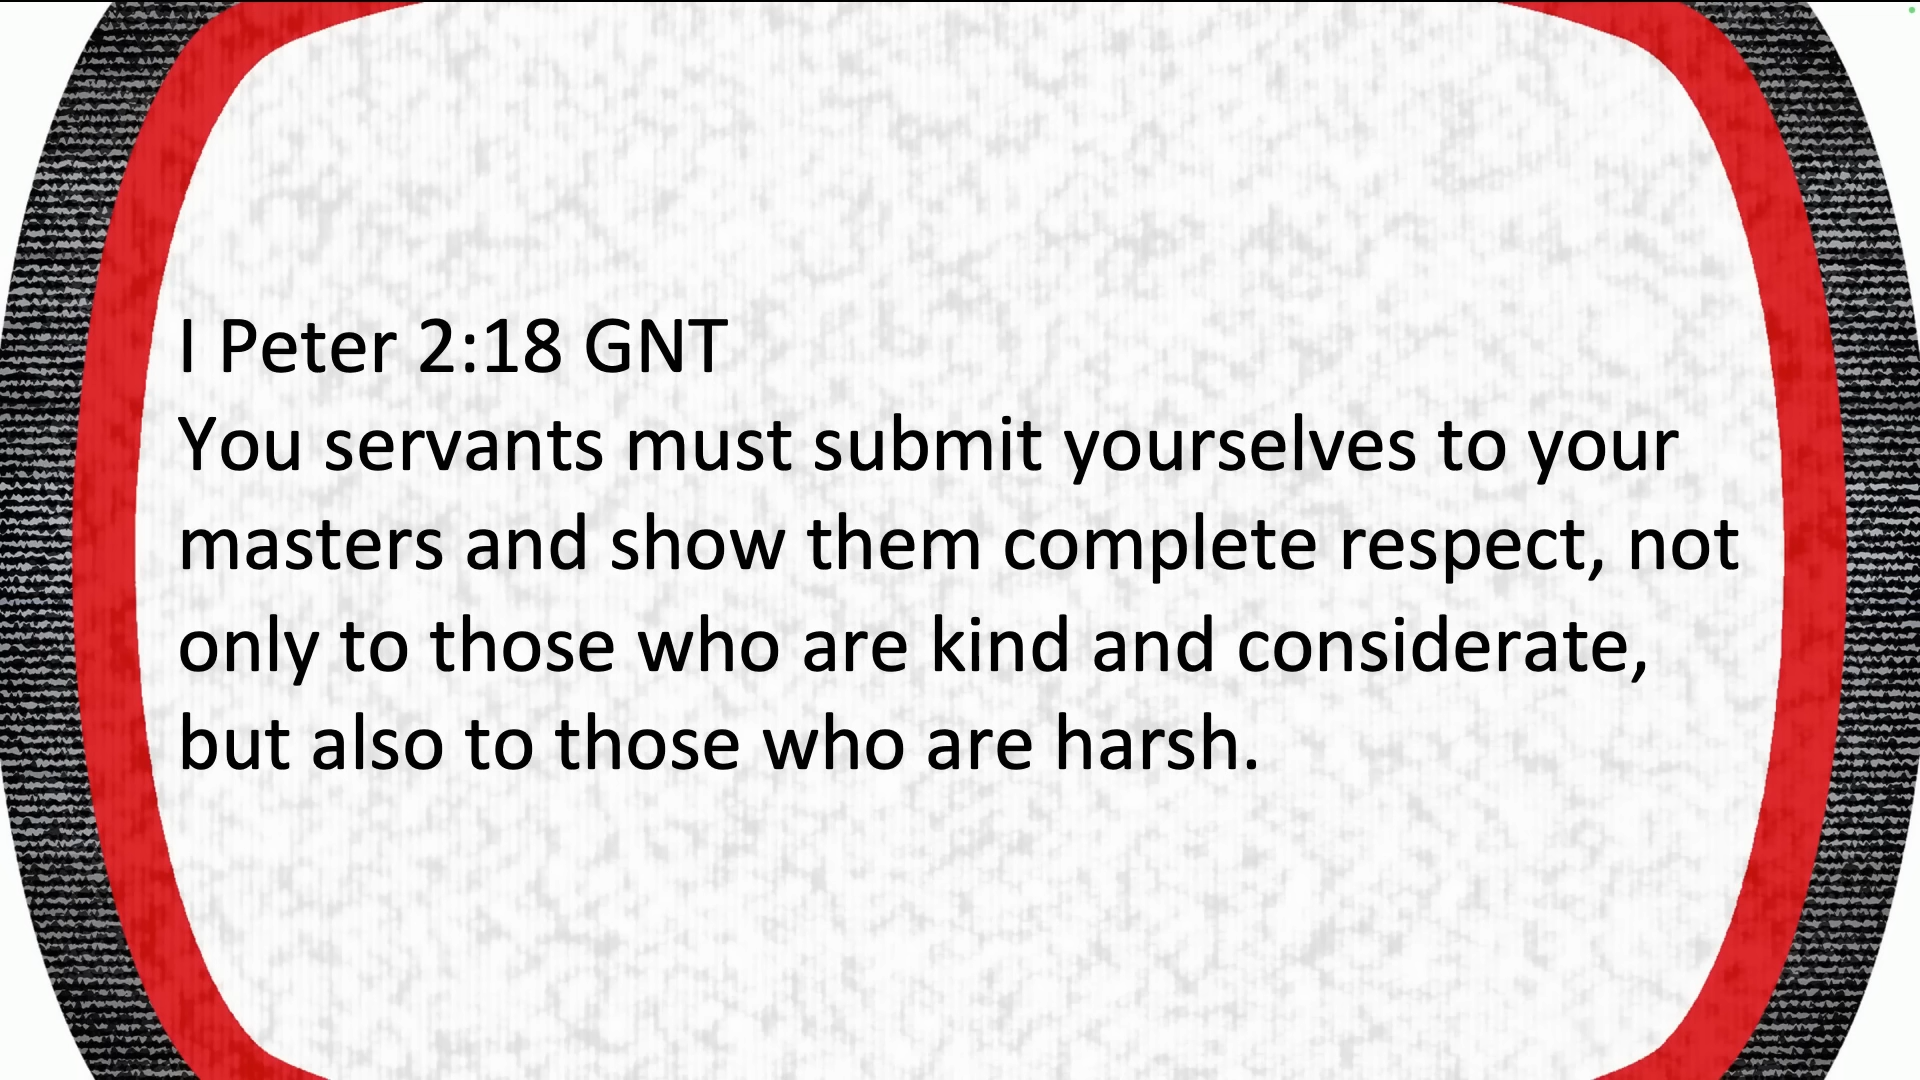 I Peter 2:18 GNT
You servants must submit yourselves to your
masters and show them complete respect, not
only to those who are kind and considerate,
but also to those who are harsh.